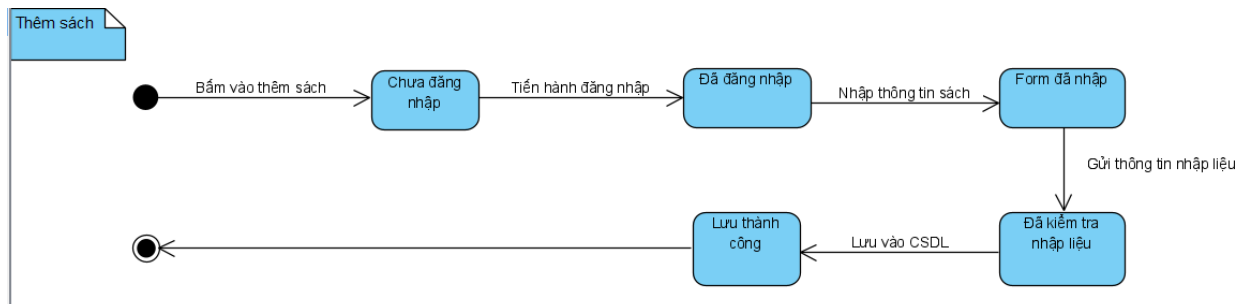 Thêm sách
Bấm vào thêm sách
Chưa đăng
nhập
Tiến hành đăng nhập
Đã đăng nhập
Nhập thông tin sách
Form đã nhập
Gửi thông tin nhập liệu
Đã kiểm tra
nhập liệu
Lưu vào CSDL
Lưu thành
công